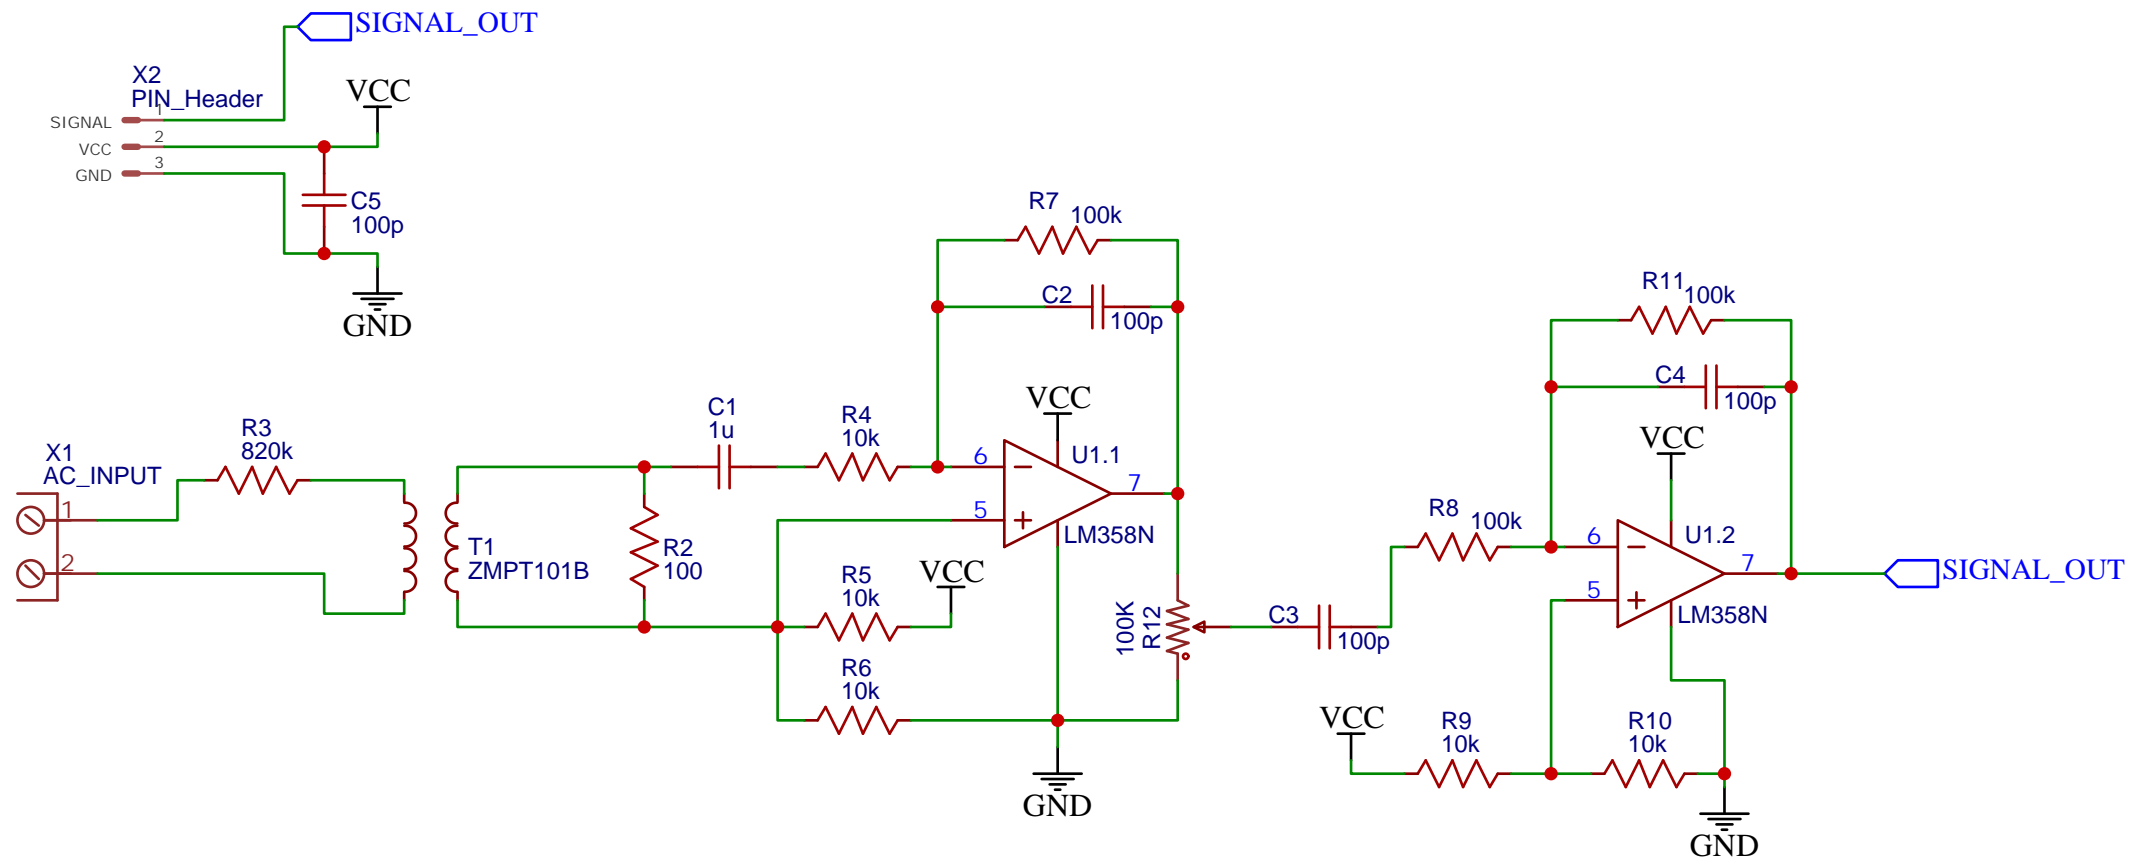 SIGNAL_OUT
X2
PIN_Header
VCC
SIGNAL
1
VCC
2
GND
3
C5
100p
GND
R7
100k
C2
100p
R11
100k
C4
100p
X1
AC_INPUT
1
2
R3
820k
T1
ZMPT101B
R2
100
C1
1u
R4
10k
VCC
6
5
7
U1.1
LM358N
R5
10k
VCC
R6
10k
GND
100K
R12
C3
100p
R8
100k
VCC
6
5
7
U1.2
LM358N
SIGNAL_OUT
VCC
R9
10k
R10
10k
GND